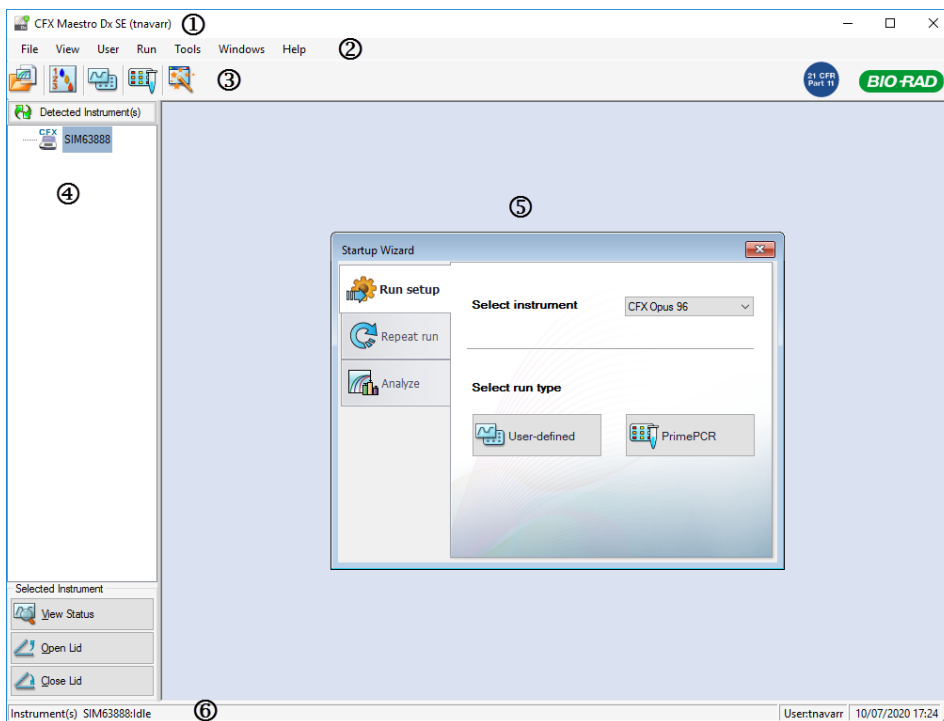 CFX Maestro Dx SE (tnavarr) ①
File View User Run Tools Windows Help ②
③
21 CFR
Part 11
BIO-RAD
Detected Instrument(s)
CFX
SIM63888
④
⑤
Startup Wizard
Run setup
Repeat run
Analyze
Select instrument
CFX Opus 96
Select run type
User-defined
PrimePCR
Selected Instrument
View Status
Open Lid
Close Lid
Instrument(s) SIM63888:Idle ⑥ User:tnavarr 10/07/2020 17:24